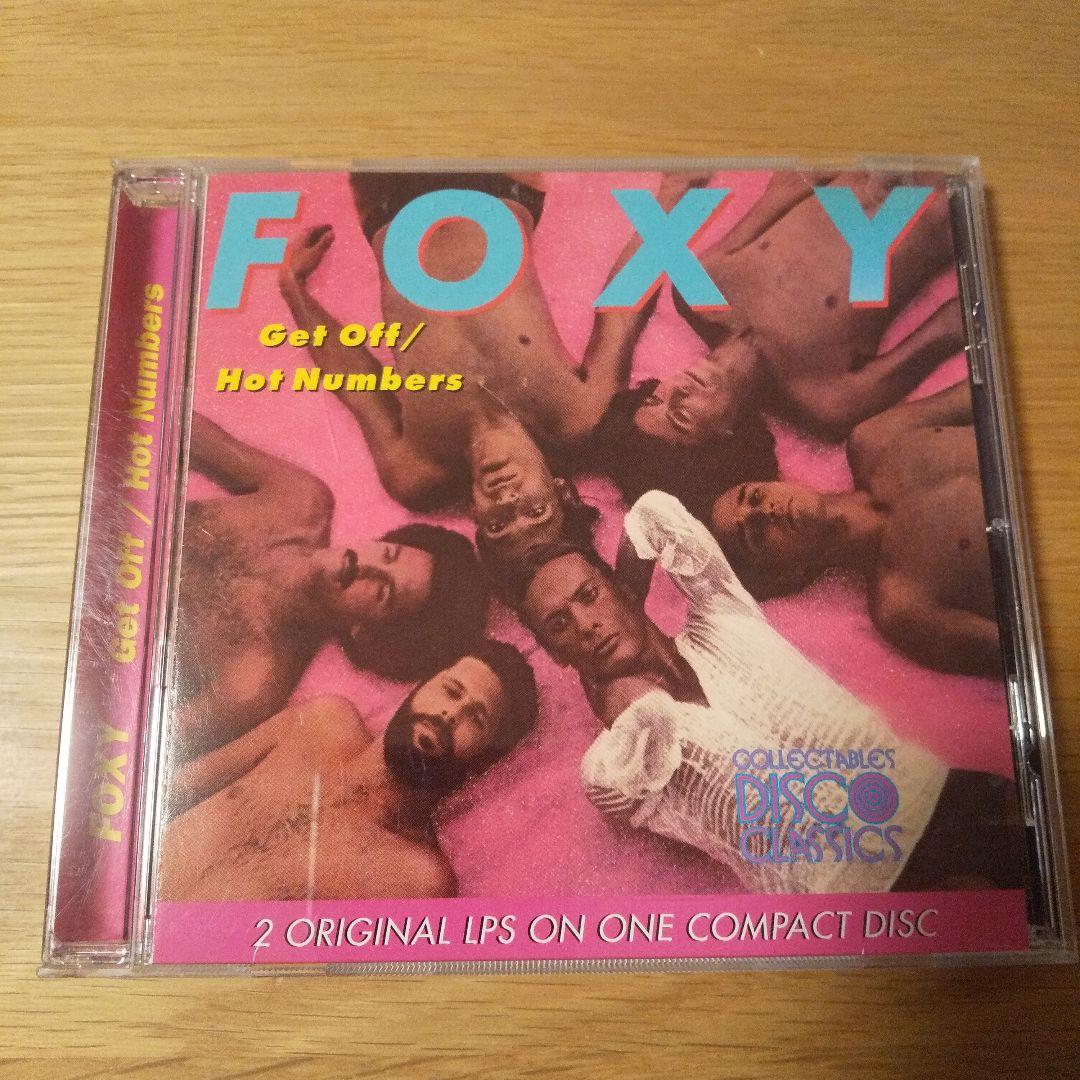 FOXY
Get Off/
Hot Numbers
FOXY Get Off / Hot Numbers
COLLECTABLES
DISCO
CLASSICS
2 ORIGINAL LPS ON ONE COMPACT DISC